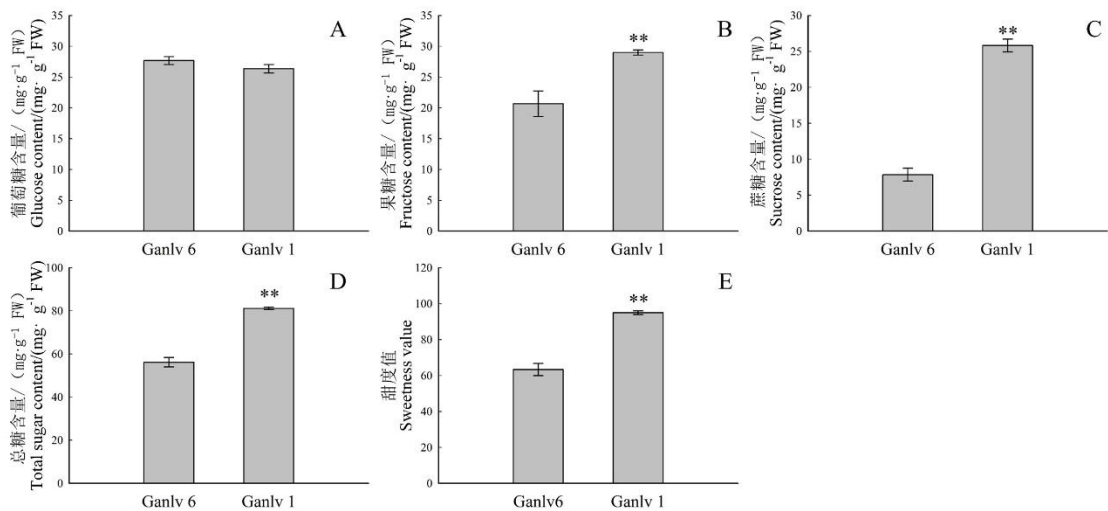 A
葡萄糖含量/ (mg·g⁻¹ FW)
Glucose content/(mg· g⁻¹ FW)
35
30
25
20
15
10
5
0
Ganlv 6 Ganlv 1
B
果糖含量/ (mg·g⁻¹ FW)
Fructose content/(mg· g⁻¹ FW)
35
30
25
20
15
10
5
0
**
Ganlv 6 Ganlv 1
C
蔗糖含量/ (mg·g⁻¹ FW)
Sucrose content/(mg· g⁻¹ FW)
30
25
20
15
10
5
0
**
Ganlv 6 Ganlv 1
D
总糖含量/ (mg·g⁻¹ FW)
Total sugar content/(mg· g⁻¹ FW)
100
80
60
40
20
0
**
Ganlv 6 Ganlv 1
E
甜度值
Sweetness value
120
100
80
60
40
20
0
**
Ganlv6 Ganlv 1